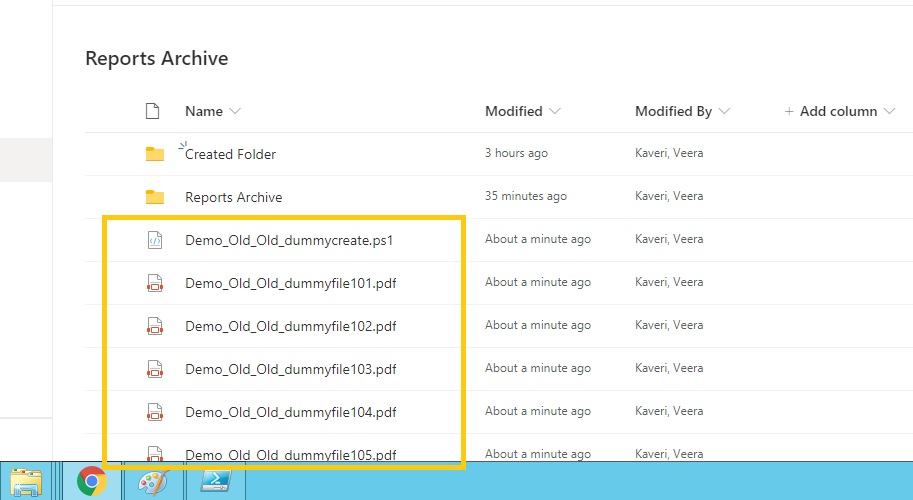 Reports Archive
Name Modified Modified By + Add column
Created Folder 3 hours ago Kaveri, Veera
Reports Archive 35 minutes ago Kaveri, Veera
Demo_Old_Old_dummycreate.ps1 About a minute ago Kaveri, Veera
Demo_Old_Old_dummyfile101.pdf About a minute ago Kaveri, Veera
Demo_Old_Old_dummyfile102.pdf About a minute ago Kaveri, Veera
Demo_Old_Old_dummyfile103.pdf About a minute ago Kaveri, Veera
Demo_Old_Old_dummyfile104.pdf About a minute ago Kaveri, Veera
Demo_Old_Old_dummyfile105.pdf About a minute ago Kaveri, Veera